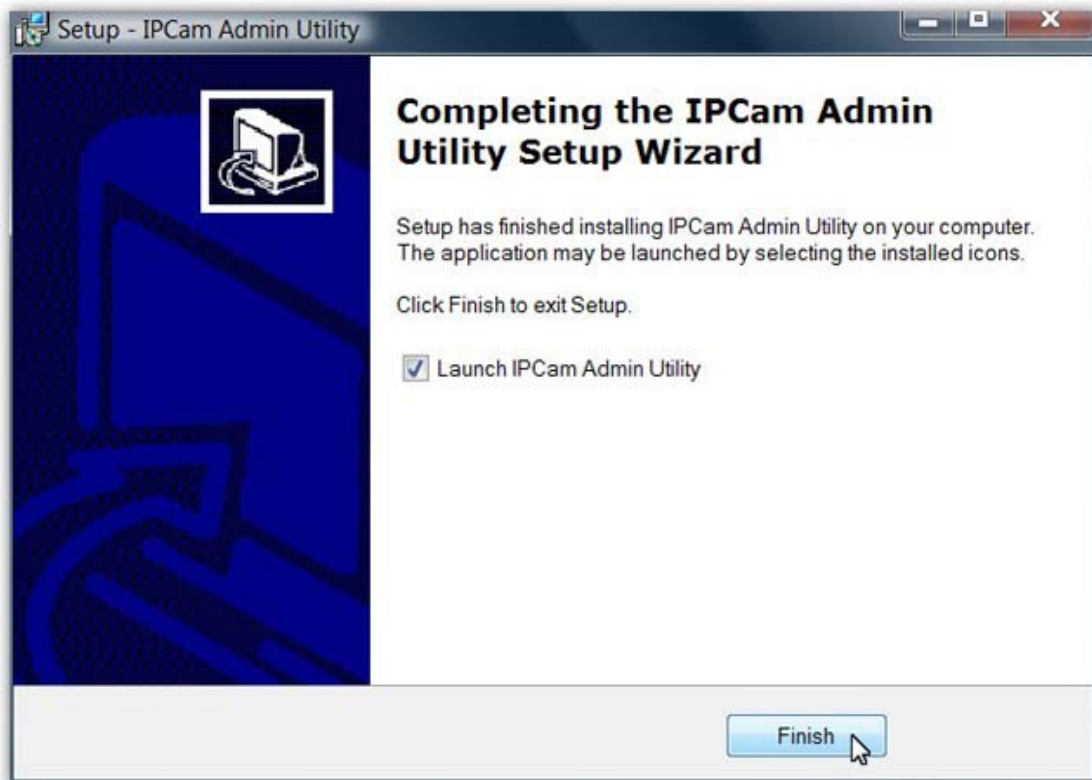 Setup - IPCam Admin Utility
Completing the IPCam Admin
Utility Setup Wizard
Setup has finished installing IPCam Admin Utility on your computer.
The application may be launched by selecting the installed icons.
Click Finish to exit Setup.
Launch IPCam Admin Utility
Finish